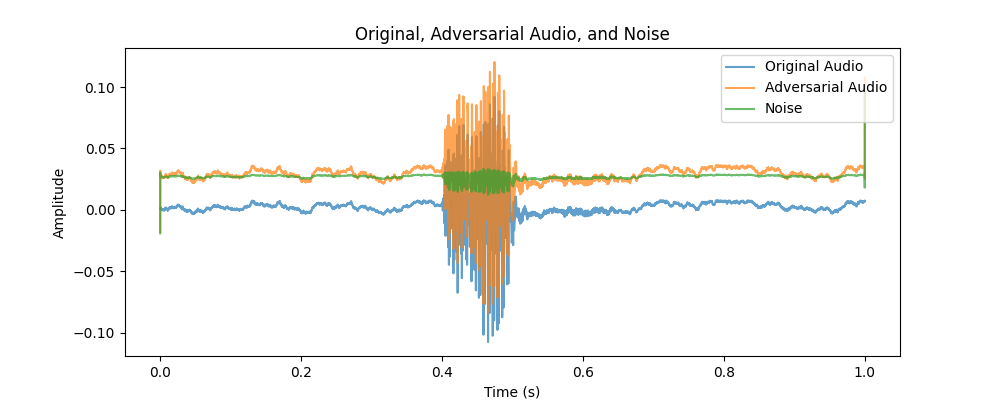 Original, Adversarial Audio, and Noise
Original Audio
Adversarial Audio
Noise
Amplitude
0.10
0.05
0.00
−0.05
−0.10
0.0
0.2
0.4
0.6
0.8
1.0
Time (s)